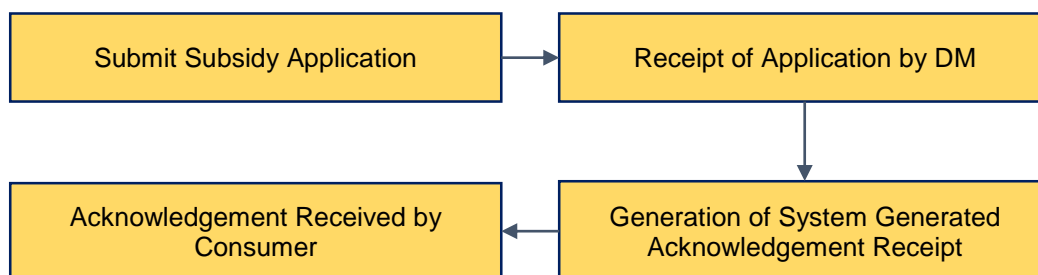 Submit Subsidy Application
Receipt of Application by DM
Generation of System Generated
Acknowledgement Receipt
Acknowledgement Received by
Consumer